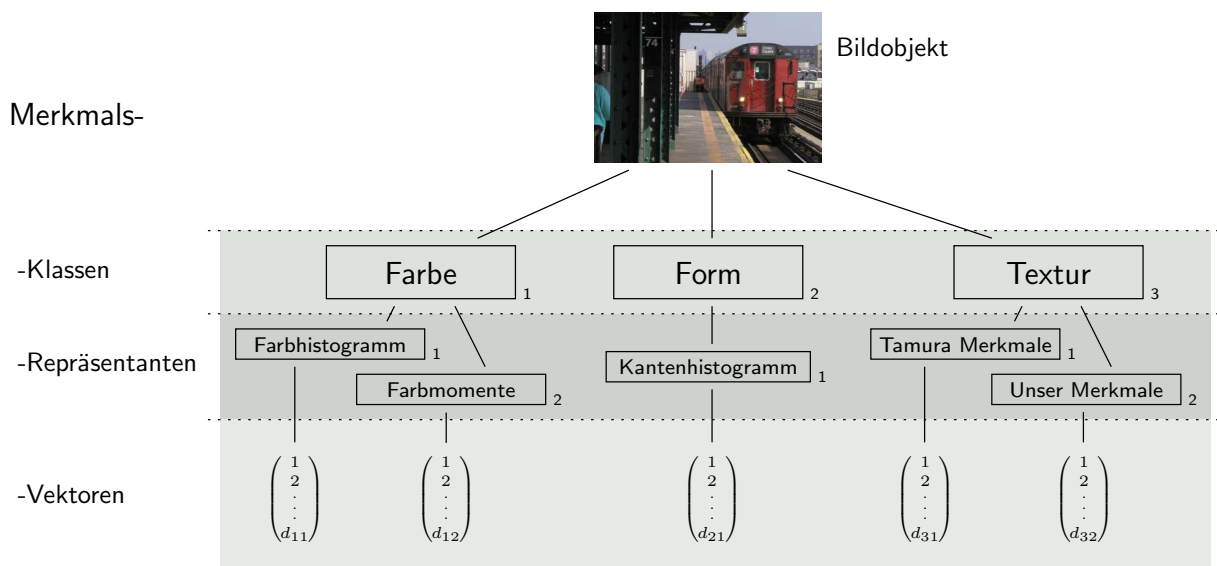 Bildobjekt
74
7
Merkmals-
-Klassen
Farbe 1
Form 2
Textur 3
-Repräsentanten
Farbhistogramm 1
Farbmomente 2
Kantenhistogramm 1
Tamura Merkmale 1
Unser Merkmale 2
-Vektoren
1 1 1 1 1
2 2 2 2 2
. . . . .
. . . . .
d11 d12 d21 d31 d32